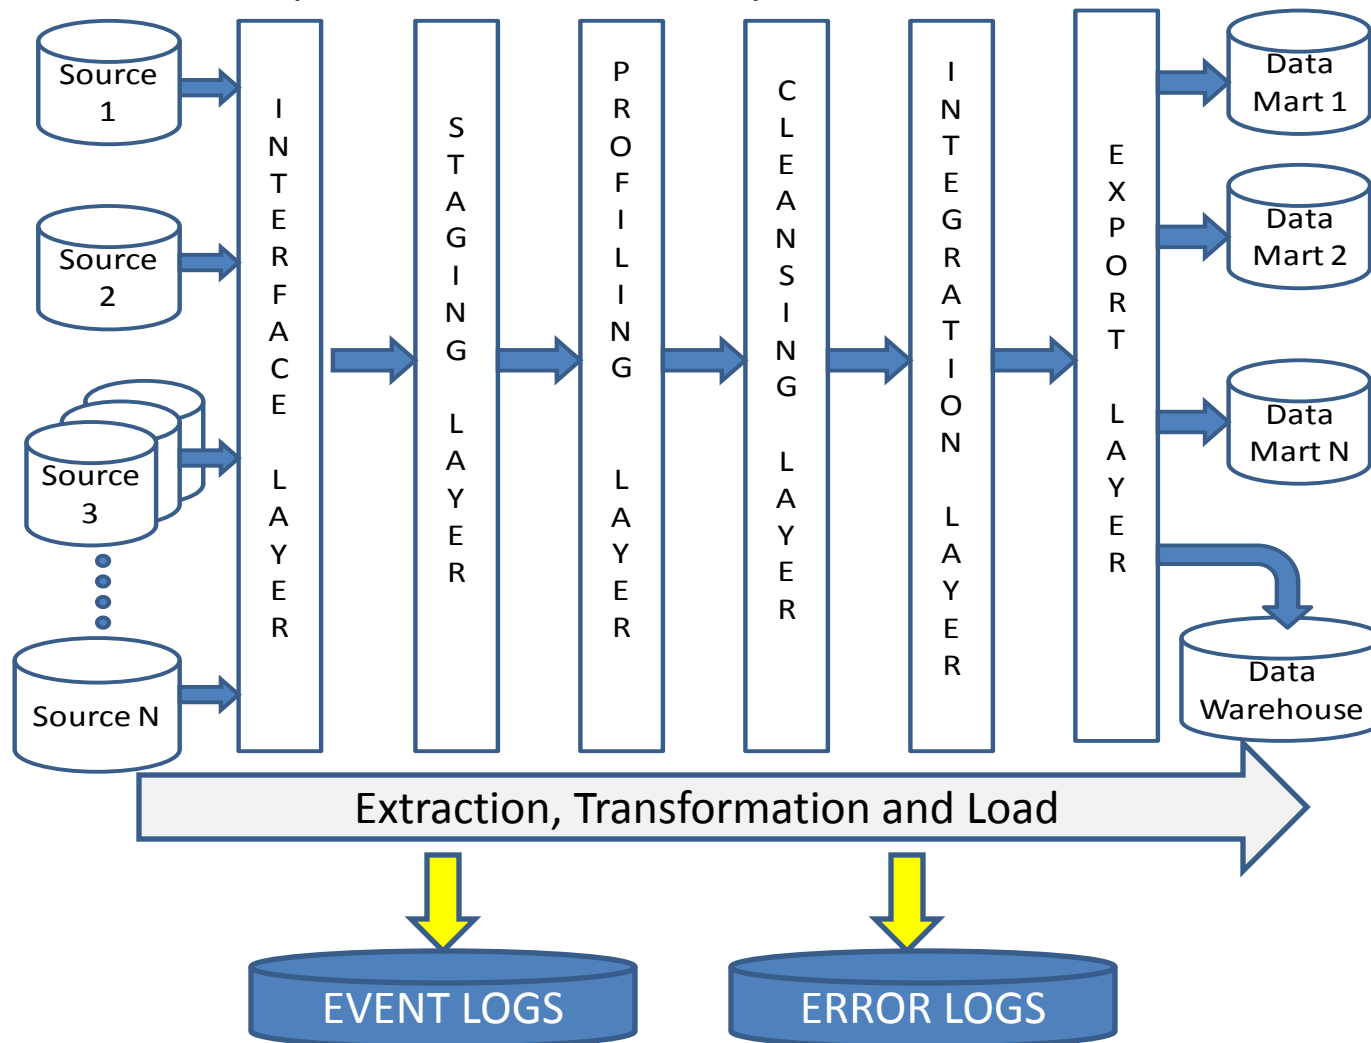 Source
1
Source
2
Source
3
Source N
INTERFACE LAYER
STAGING LAYER
PROFILING LAYER
CLEANSING LAYER
INTEGRATION LAYER
EXPORT LAYER
Data
Mart 1
Data
Mart 2
Data
Mart N
Data
Warehouse
Extraction, Transformation and Load
EVENT LOGS
ERROR LOGS